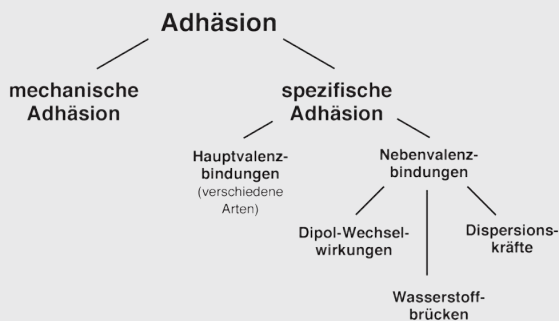 Adhäsion
mechanische
Adhäsion
spezifische
Adhäsion
Hauptvalenz-
bindungen
(verschiedene
Arten)
Nebenvalenz-
bindungen
Dipol-Wechsel-
wirkungen
Dispersions-
kräfte
Wasserstoff-
brücken